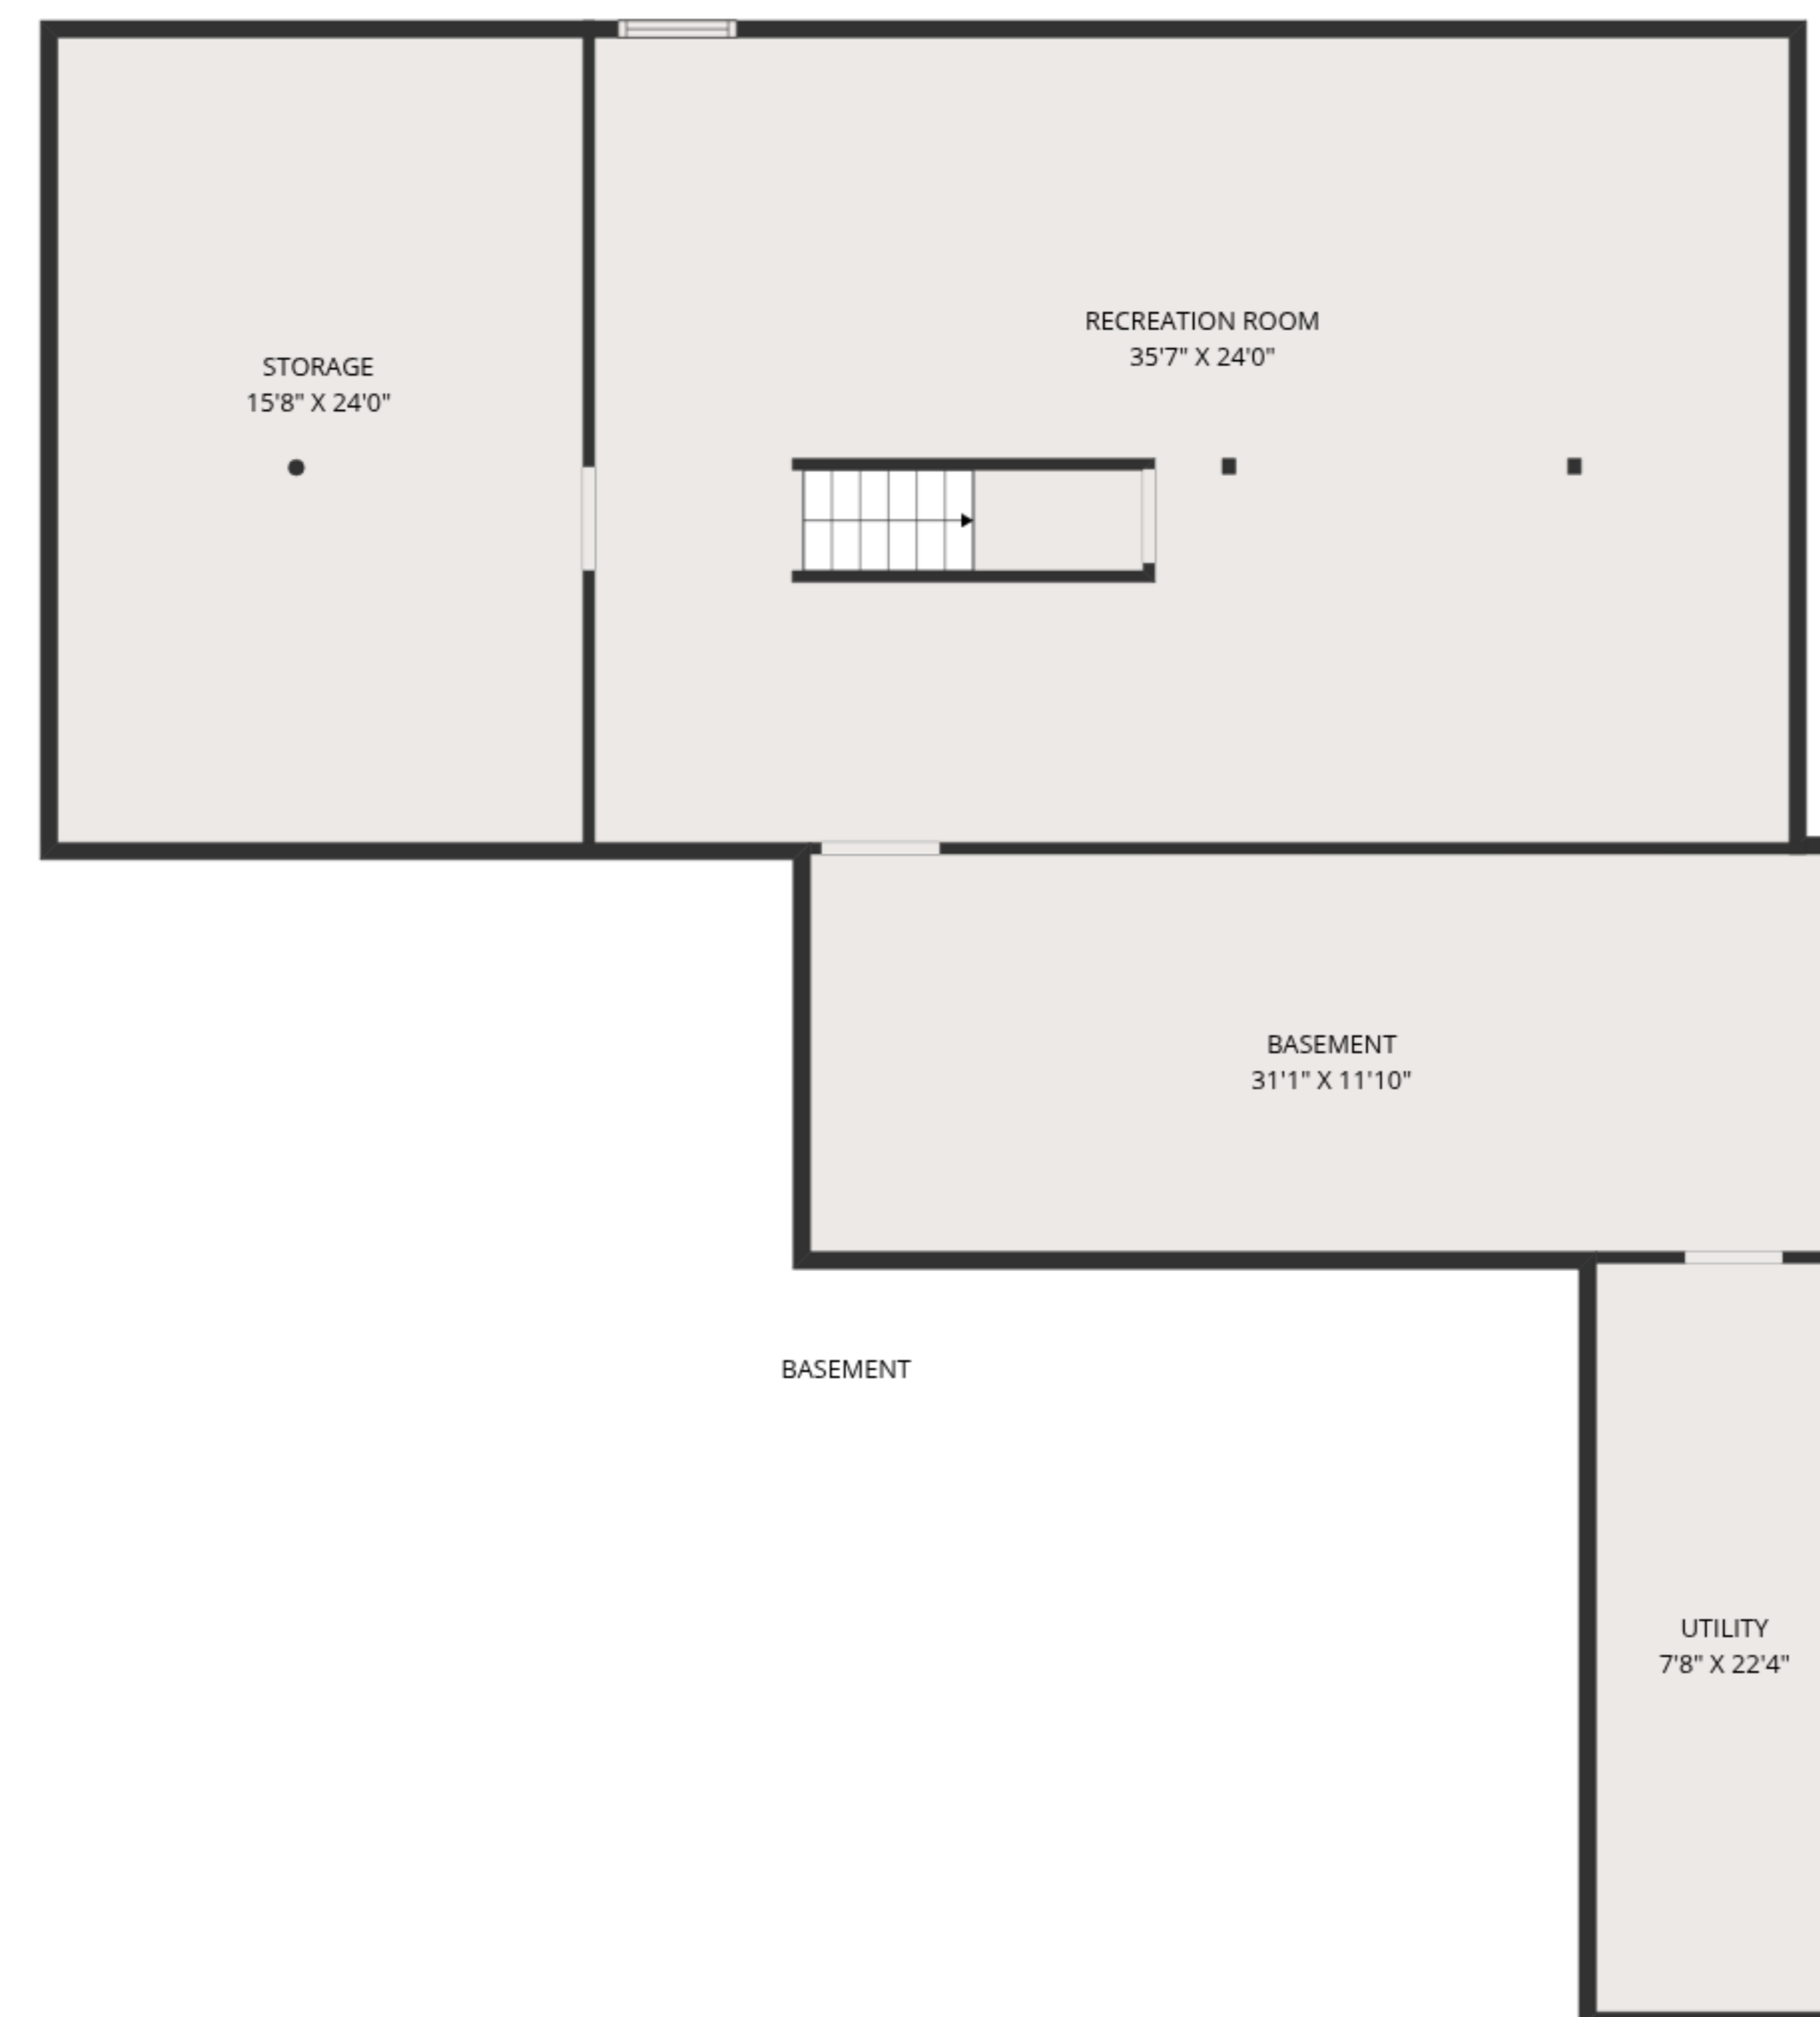 RECREATION ROOM
35'7" X 24'0"
STORAGE
15'8" X 24'0"
BASEMENT
31'1" X 11'10"
BASEMENT
UTILITY
7'8" X 22'4"